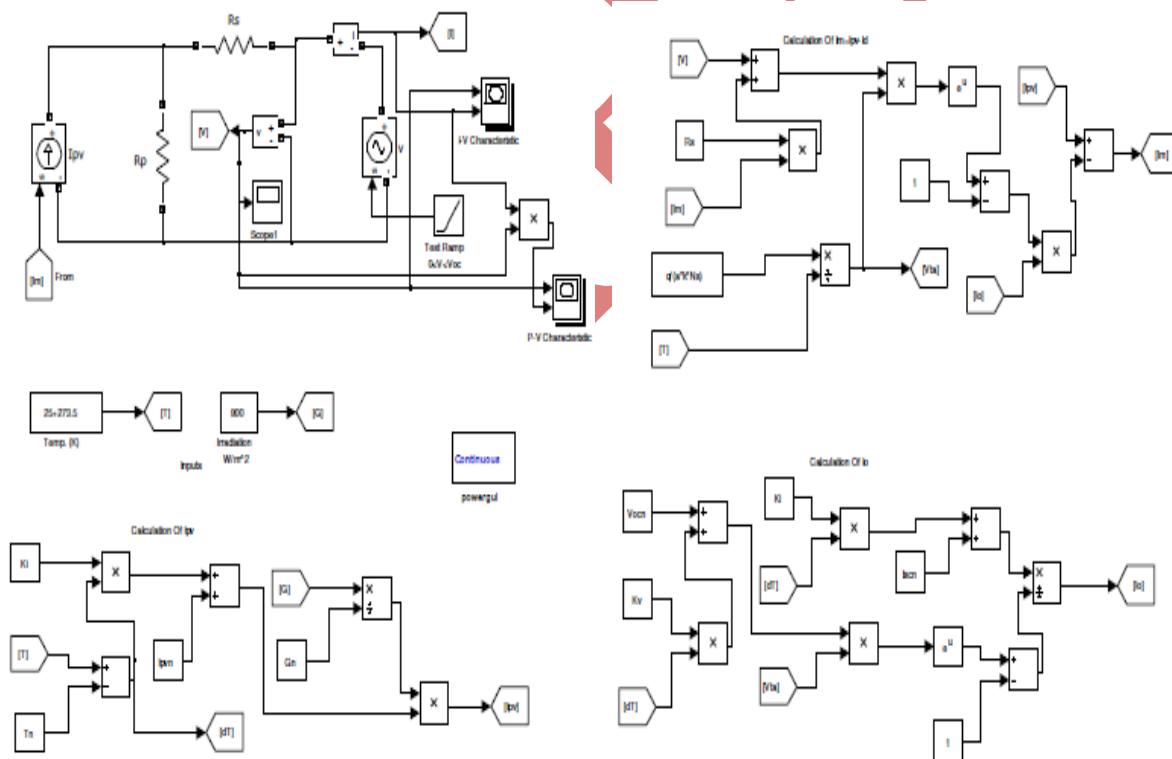 Rs
[I]
I-V Characteristic
[V]
v
Ipv
Rp
v
Scope1
Test Ramp
0<V<Voc
[Im]
From
P-V Characteristic
Calculation Of Im=Ipv-Id
[V]
e^u
[Ipv]
Rs
[Im]
1
[Im]
q/(a*K*Ns)
[Vta]
[Io]
[T]
25+273.5
[T]
Temp. (K)
900
[G]
Irradiation
W/m^2
Inputs
Continuous
powergui
Calculation Of Ipv
Ki
[G]
[T]
Ipvn
Gn
Tn
[dT]
[Ipv]
Calculation Of Io
Vocn
Ki
[dT]
Iscn
[Io]
Kv
[dT]
[Vta]
e^u
1